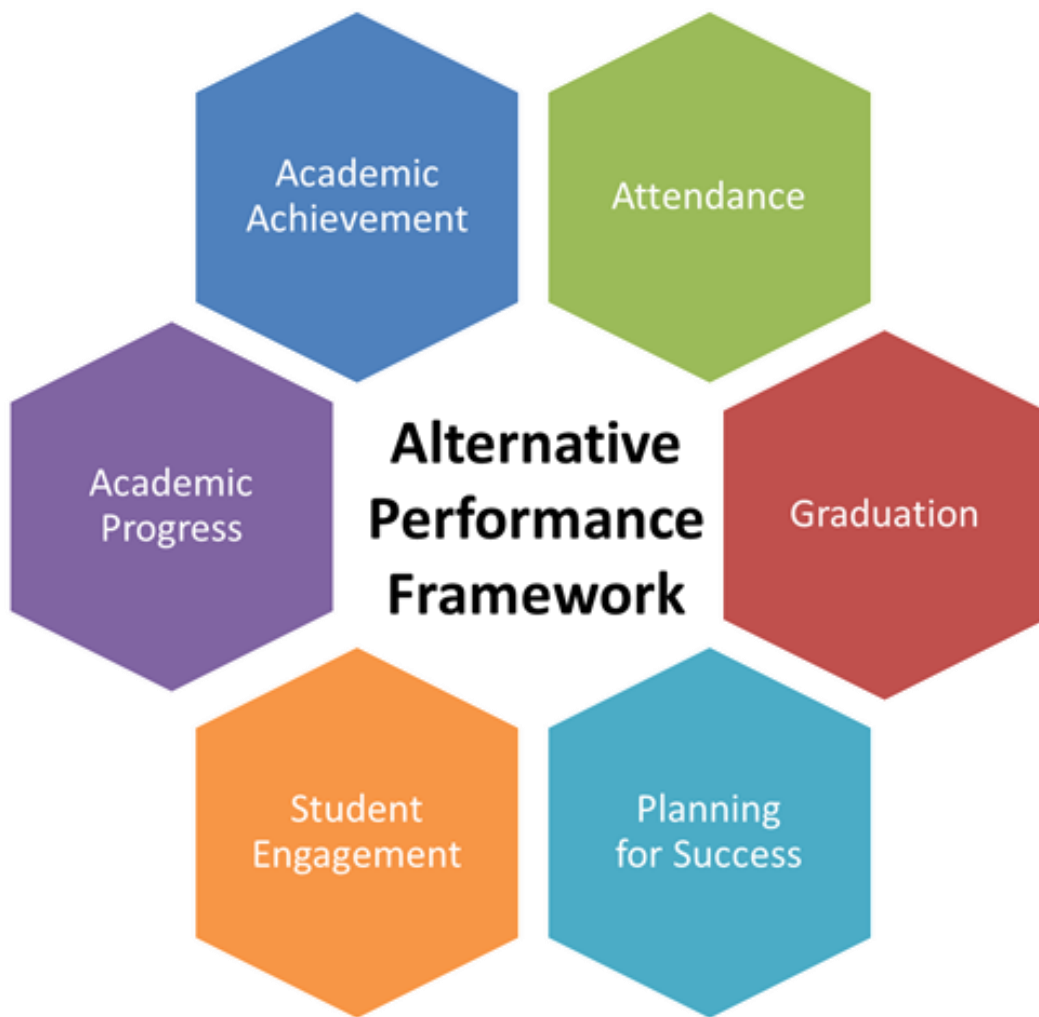 Academic
Achievement
Attendance
Academic
Progress
Alternative
Performance
Framework
Graduation
Student
Engagement
Planning
for Success